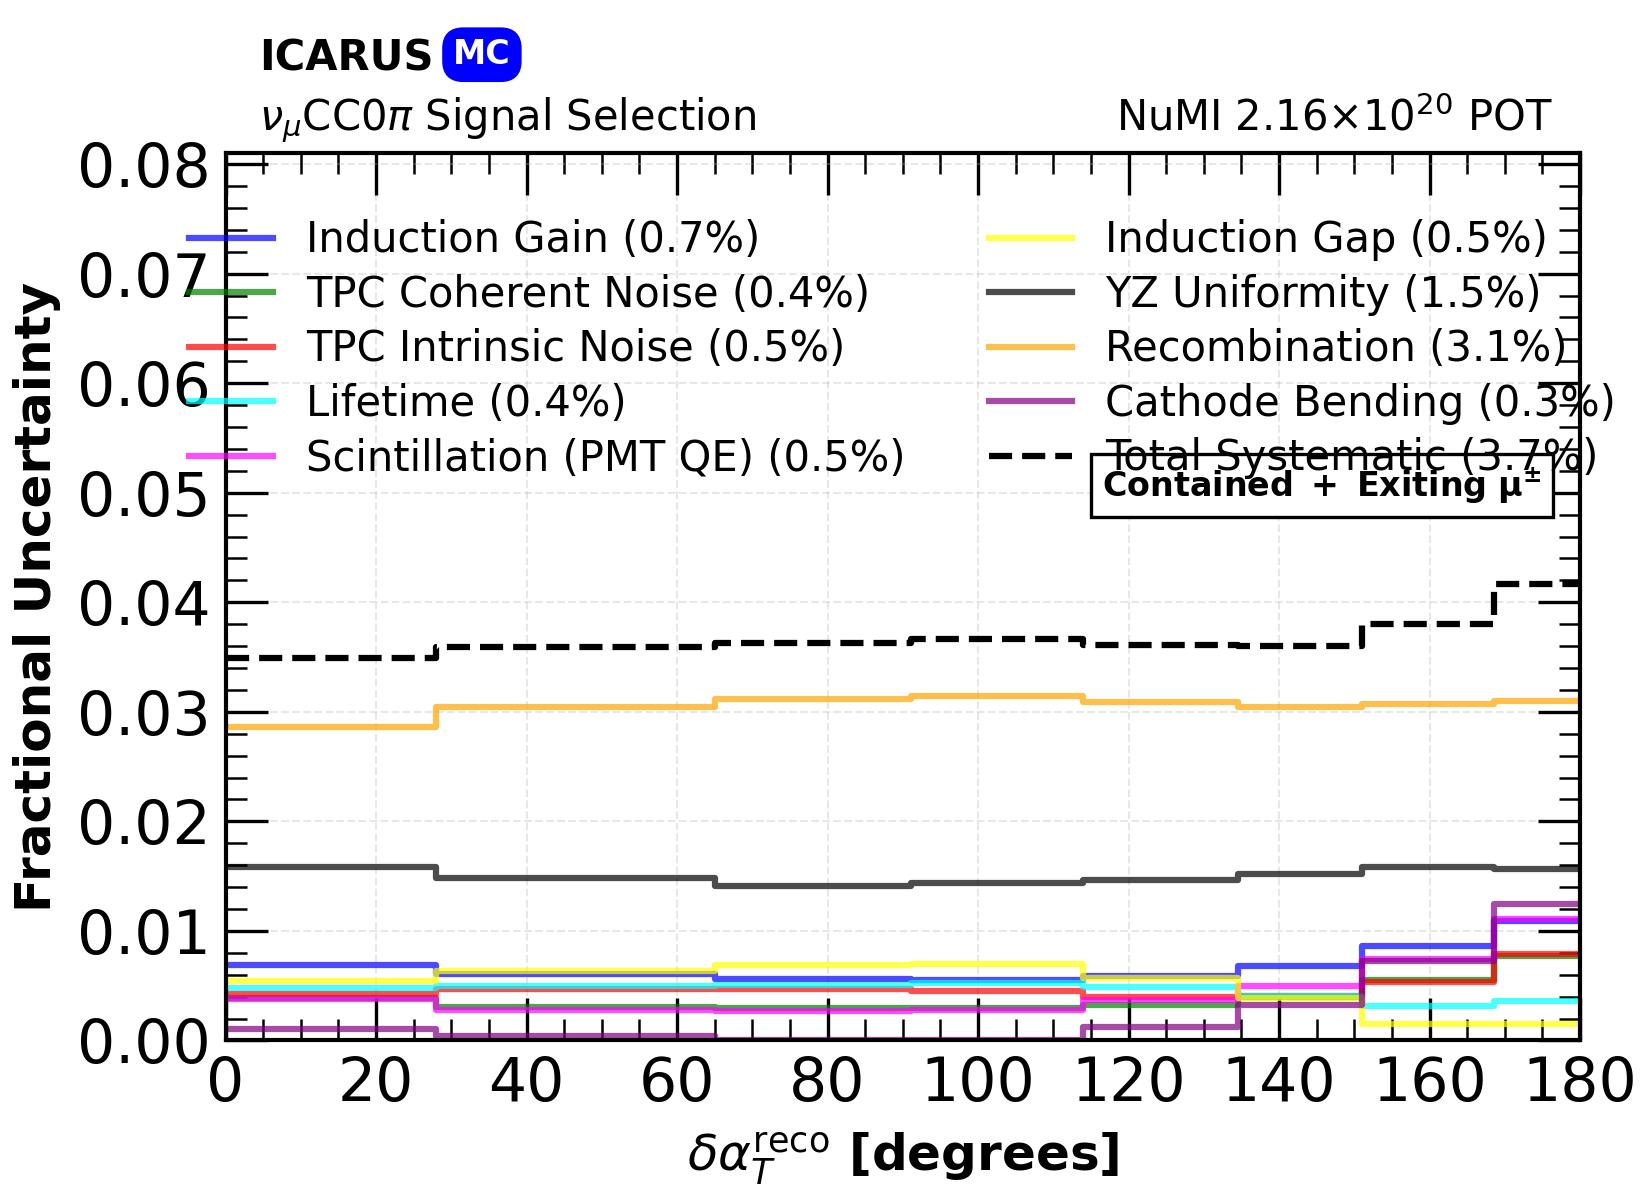 ICARUS MC
νμCC0π Signal Selection NuMI 2.16×10²⁰ POT
0.08
0.07
0.06
0.05
0.04
0.03
0.02
0.01
0.00
Fractional Uncertainty
Induction Gain (0.7%)
TPC Coherent Noise (0.4%)
TPC Intrinsic Noise (0.5%)
Lifetime (0.4%)
Scintillation (PMT QE) (0.5%)
Induction Gap (0.5%)
YZ Uniformity (1.5%)
Recombination (3.1%)
Cathode Bending (0.3%)
Total Systematic (3.7%)
Contained + Exiting μ±
0 20 40 60 80 100 120 140 160 180
δα_T^reco [degrees]